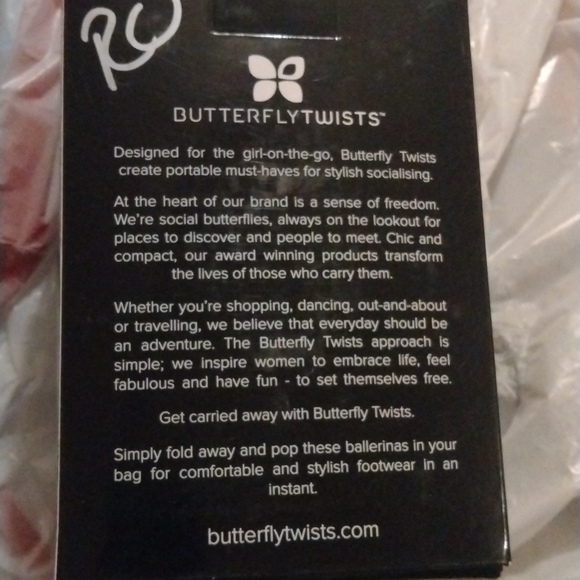 BUTTERFLYTWISTS™
Designed for the girl-on-the-go, Butterfly Twists
create portable must-haves for stylish socialising.
At the heart of our brand is a sense of freedom.
We're social butterflies, always on the lookout for
places to discover and people to meet. Chic and
compact, our award winning products transform
the lives of those who carry them.
Whether you're shopping, dancing, out-and-about
or travelling, we believe that everyday should be
an adventure. The Butterfly Twists approach is
simple; we inspire women to embrace life, feel
fabulous and have fun - to set themselves free.
Get carried away with Butterfly Twists.
Simply fold away and pop these ballerinas in your
bag for comfortable and stylish footwear in an
instant.
butterflytwists.com